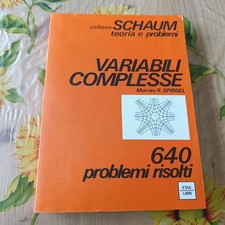 collana SCHAUM
teoria e problemi
VARIABILI
COMPLESSE
Murray R. SPIEGEL
640
problemi risolti
ETAS
LIBRI